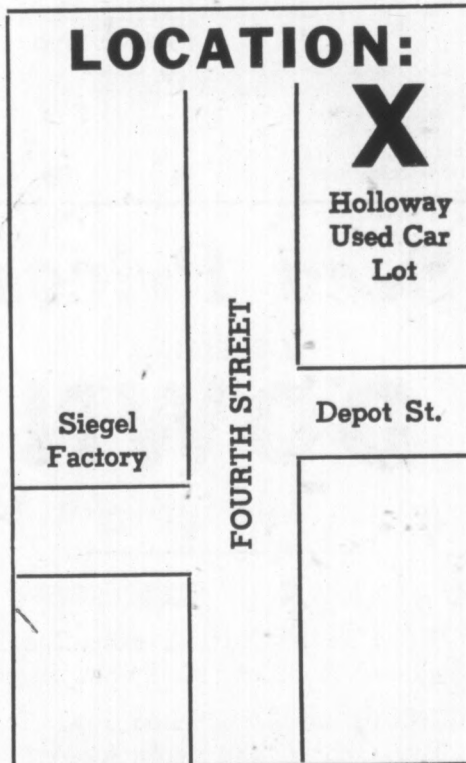 LOCATION:
X
Holloway
Used Car
Lot
FOURTH STREET
Siegel
Factory
Depot St.